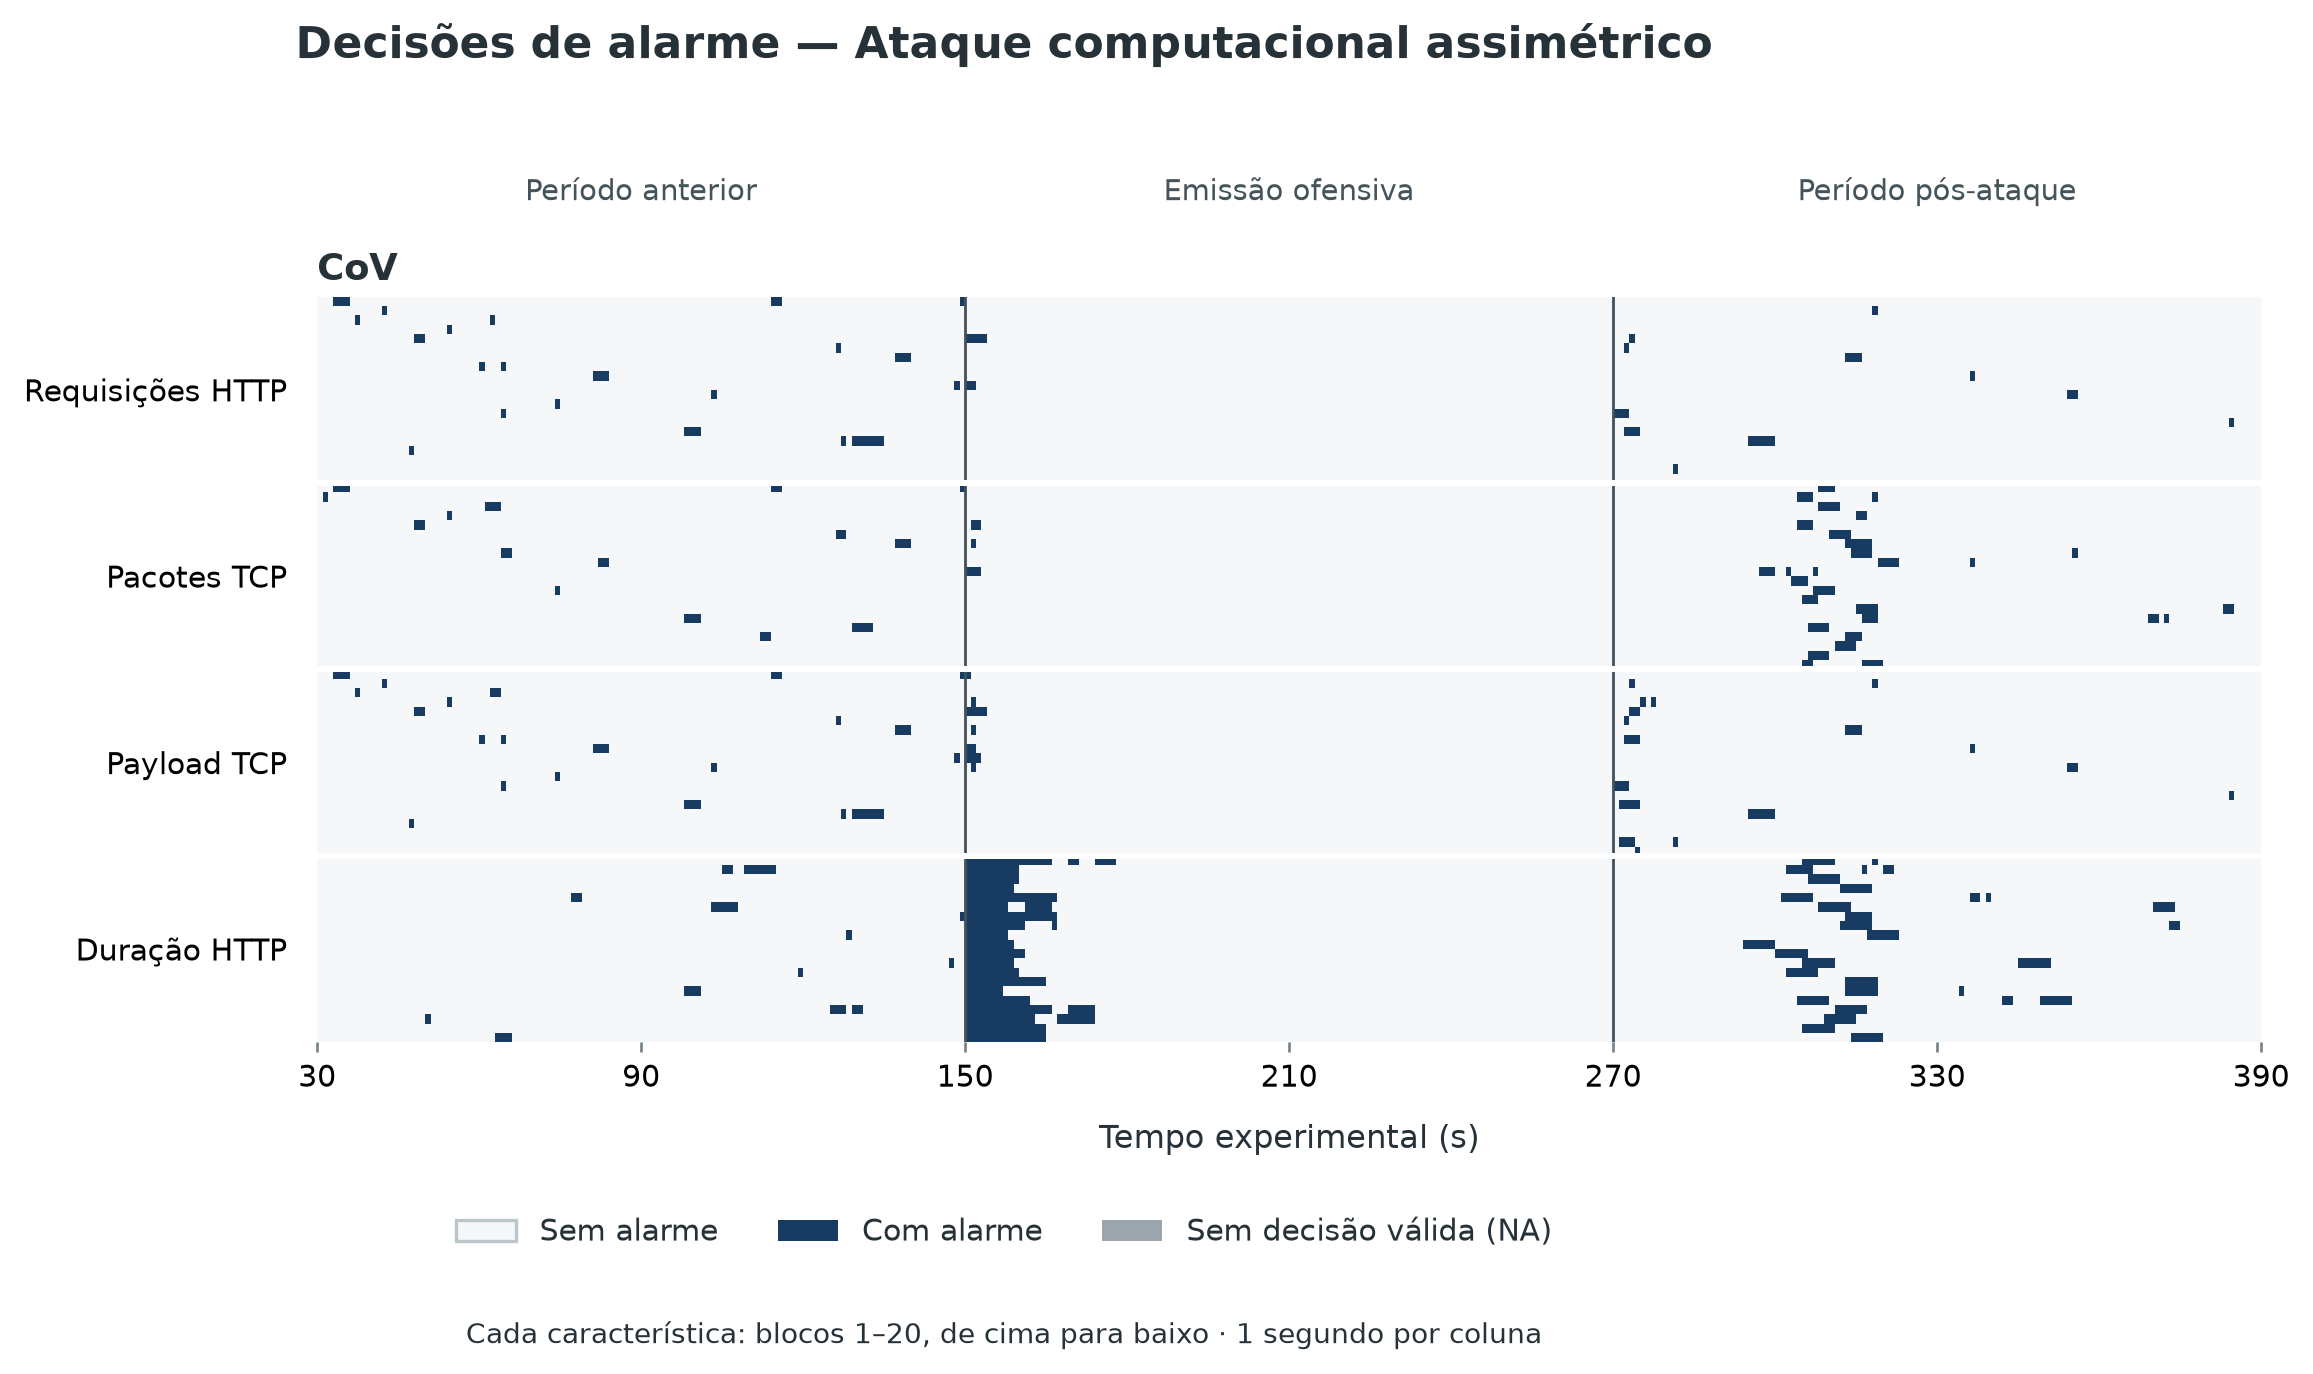 Decisões de alarme — Ataque computacional assimétrico
Período anterior
Emissão ofensiva
Período pós-ataque
CoV
Requisições HTTP
Pacotes TCP
Payload TCP
Duração HTTP
30
90
150
210
270
330
390
Tempo experimental (s)
Sem alarme
Com alarme
Sem decisão válida (NA)
Cada característica: blocos 1–20, de cima para baixo · 1 segundo por coluna